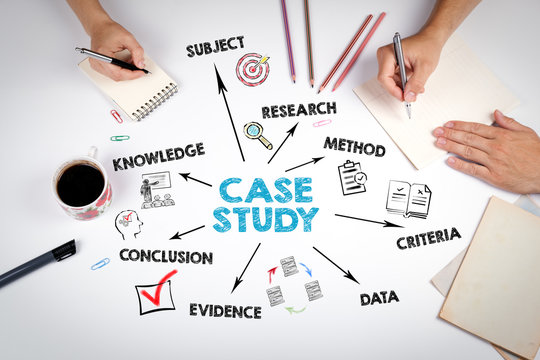 SUBJECT
RESEARCH
METHOD
KNOWLEDGE
CASE
STUDY
CRITERIA
CONCLUSION
EVIDENCE
DATA